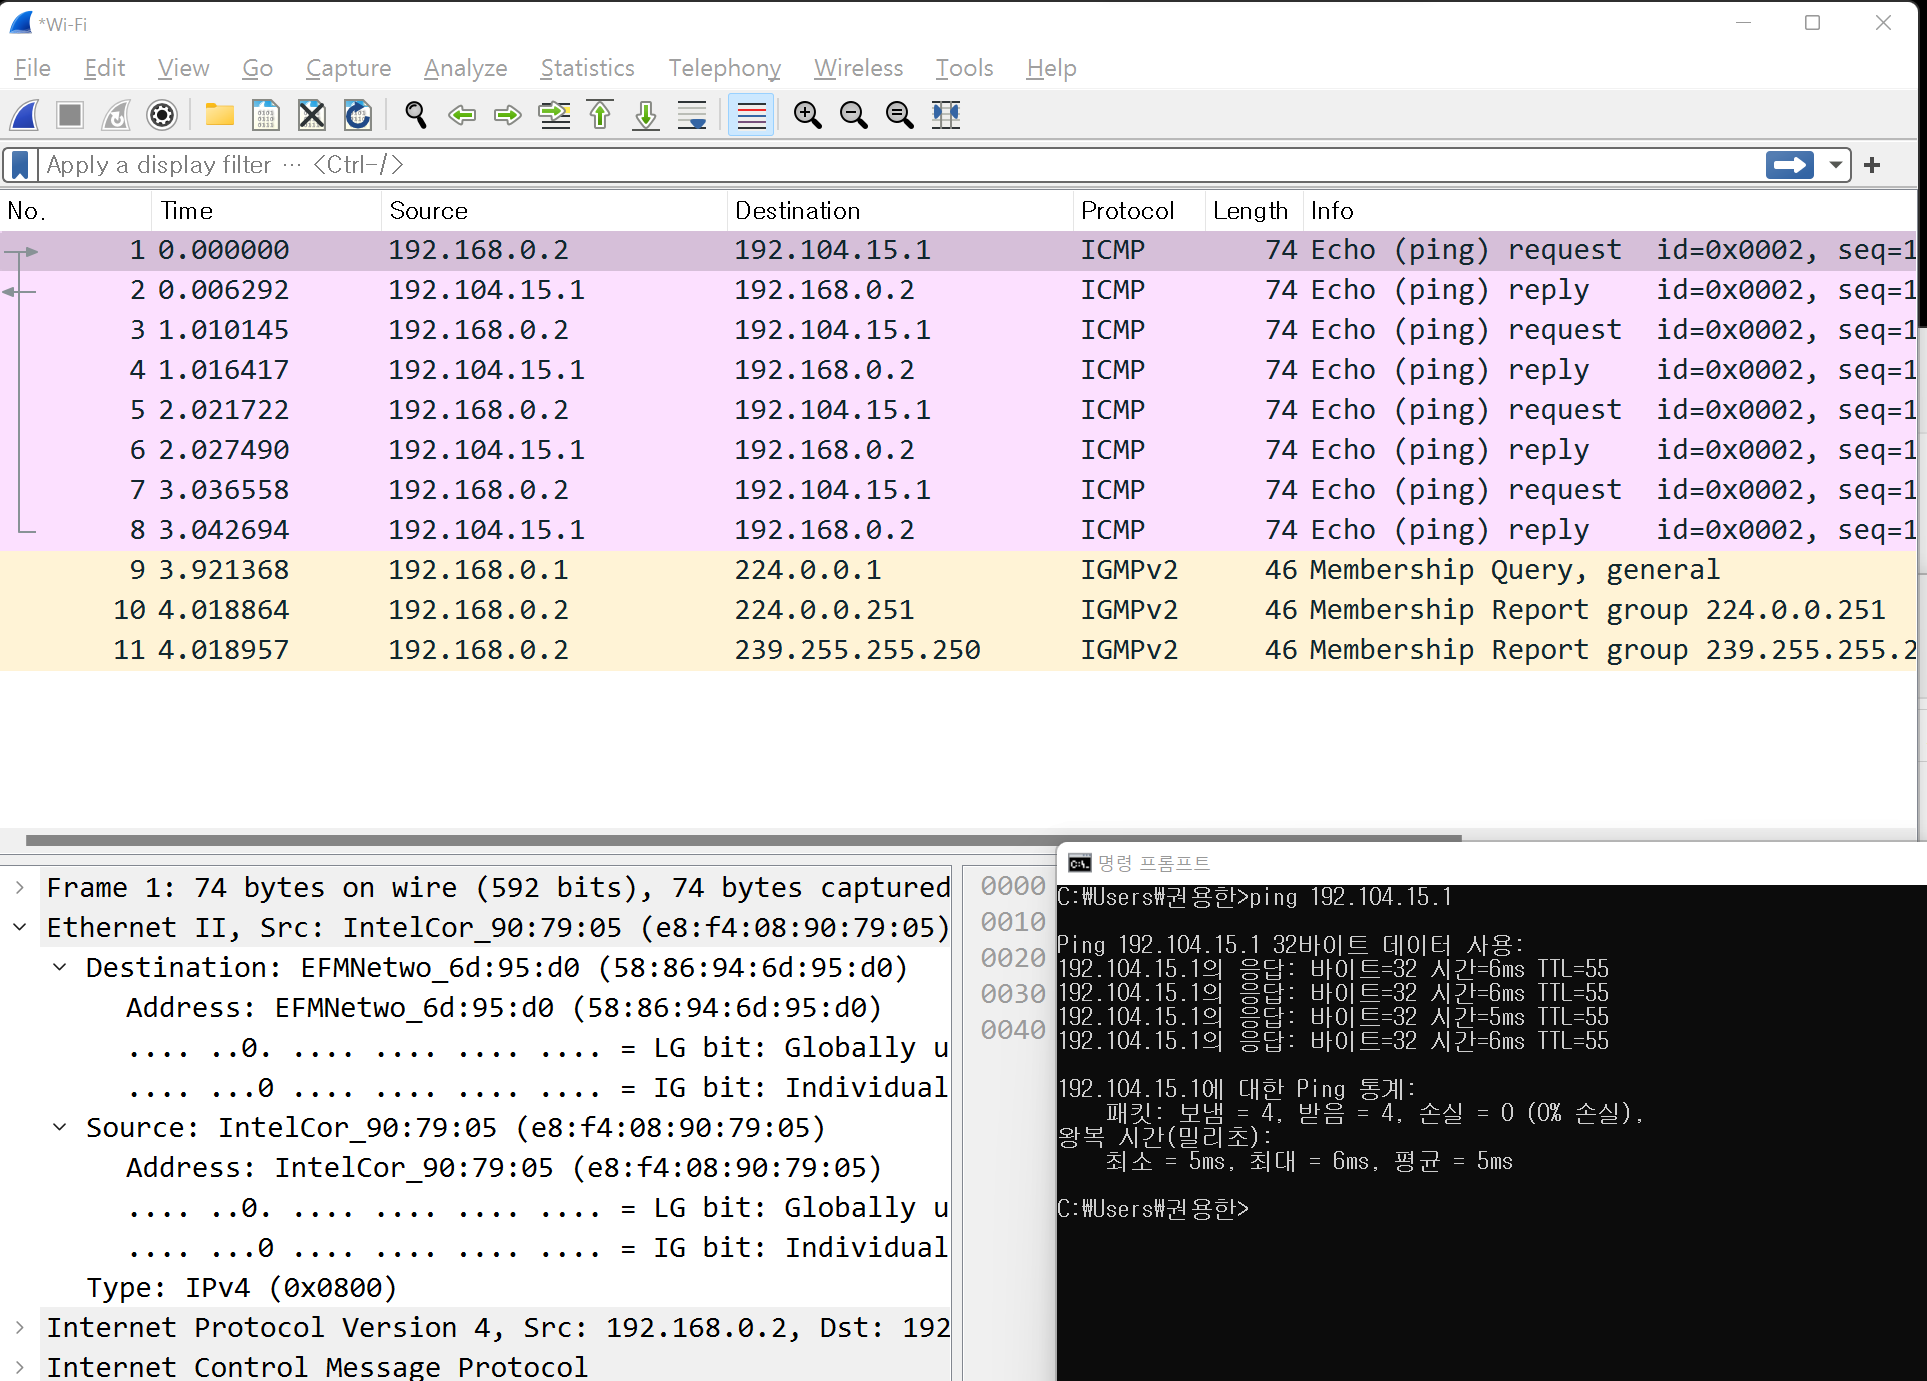 *Wi-Fi
File Edit View Go Capture Analyze Statistics Telephony Wireless Tools Help
Apply a display filter … <Ctrl-/>
No. Time Source Destination Protocol Length Info
1 0.000000 192.168.0.2 192.104.15.1 ICMP 74 Echo (ping) request id=0x0002, seq=1
2 0.006292 192.104.15.1 192.168.0.2 ICMP 74 Echo (ping) reply id=0x0002, seq=1
3 1.010145 192.168.0.2 192.104.15.1 ICMP 74 Echo (ping) request id=0x0002, seq=1
4 1.016417 192.104.15.1 192.168.0.2 ICMP 74 Echo (ping) reply id=0x0002, seq=1
5 2.021722 192.168.0.2 192.104.15.1 ICMP 74 Echo (ping) request id=0x0002, seq=1
6 2.027490 192.104.15.1 192.168.0.2 ICMP 74 Echo (ping) reply id=0x0002, seq=1
7 3.036558 192.168.0.2 192.104.15.1 ICMP 74 Echo (ping) request id=0x0002, seq=1
8 3.042694 192.104.15.1 192.168.0.2 ICMP 74 Echo (ping) reply id=0x0002, seq=1
9 3.921368 192.168.0.1 224.0.0.1 IGMPv2 46 Membership Query, general
10 4.018864 192.168.0.2 224.0.0.251 IGMPv2 46 Membership Report group 224.0.0.251
11 4.018957 192.168.0.2 239.255.255.250 IGMPv2 46 Membership Report group 239.255.255.2
Frame 1: 74 bytes on wire (592 bits), 74 bytes captured
Ethernet II, Src: IntelCor_90:79:05 (e8:f4:08:90:79:05)
Destination: EFMNetwo_6d:95:d0 (58:86:94:6d:95:d0)
Address: EFMNetwo_6d:95:d0 (58:86:94:6d:95:d0)
.... ..0. .... .... .... .... = LG bit: Globally u
.... ...0 .... .... .... .... = IG bit: Individual
Source: IntelCor_90:79:05 (e8:f4:08:90:79:05)
Address: IntelCor_90:79:05 (e8:f4:08:90:79:05)
.... ..0. .... .... .... .... = LG bit: Globally u
.... ...0 .... .... .... .... = IG bit: Individual
Type: IPv4 (0x0800)
Internet Protocol Version 4, Src: 192.168.0.2, Dst: 192
Internet Control Message Protocol
0000
0010
0020
0030
0040
명령 프롬프트
C:₩Users₩권용한>ping 192.104.15.1
Ping 192.104.15.1 32바이트 데이터 사용:
192.104.15.1의 응답: 바이트=32 시간=6ms TTL=55
192.104.15.1의 응답: 바이트=32 시간=6ms TTL=55
192.104.15.1의 응답: 바이트=32 시간=5ms TTL=55
192.104.15.1의 응답: 바이트=32 시간=6ms TTL=55
192.104.15.1에 대한 Ping 통계:
패킷: 보냄 = 4, 받음 = 4, 손실 = 0 (0% 손실),
왕복 시간(밀리초):
최소 = 5ms, 최대 = 6ms, 평균 = 5ms
C:₩Users₩권용한>